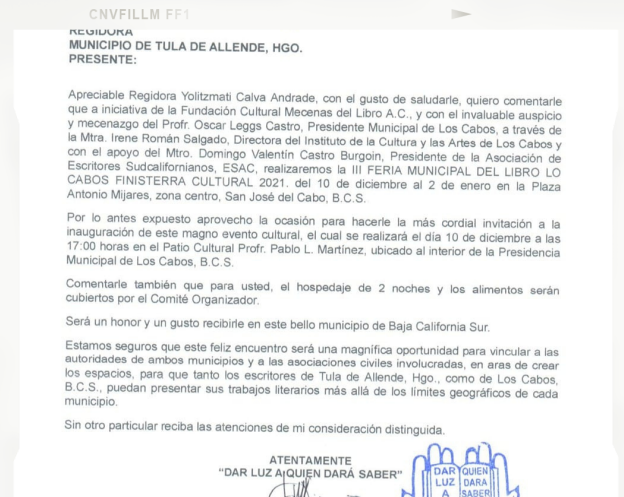 CNVFILLM FF1
REGIDORA
MUNICIPIO DE TULA DE ALLENDE, HGO.
PRESENTE:
Apreciable Regidora Yolitzmati Calva Andrade, con el gusto de saludarle, quiero comentarle
que a iniciativa de la Fundación Cultural Mecenas del Libro A.C., y con el invaluable auspicio
y mecenazgo del Profr. Oscar Leggs Castro, Presidente Municipal de Los Cabos, a través de
la Mtra. Irene Román Salgado, Directora del Instituto de la Cultura y las Artes de Los Cabos y
con el apoyo del Mtro. Domingo Valentín Castro Burgoin, Presidente de la Asociación de
Escritores Sudcalifornianos, ESAC, realizaremos la III FERIA MUNICIPAL DEL LIBRO LO
CABOS FINISTERRA CULTURAL 2021. del 10 de diciembre al 2 de enero en la Plaza
Antonio Mijares, zona centro, San José del Cabo, B.C.S.
Por lo antes expuesto aprovecho la ocasión para hacerle la más cordial invitación a la
inauguración de este magno evento cultural, el cual se realizará el día 10 de diciembre a las
17:00 horas en el Patio Cultural Profr. Pablo L. Martínez, ubicado al interior de la Presidencia
Municipal de Los Cabos, B.C.S.
Comentarle también que para usted, el hospedaje de 2 noches y los alimentos serán
cubiertos por el Comité Organizador.
Será un honor y un gusto recibirle en este bello municipio de Baja California Sur.
Estamos seguros que este feliz encuentro será una magnífica oportunidad para vincular a las
autoridades de ambos municipios y a las asociaciones civiles involucradas, en aras de crear
los espacios, para que tanto los escritores de Tula de Allende, Hgo., como de Los Cabos,
B.C.S., puedan presentar sus trabajos literarios más allá de los límites geográficos de cada
municipio.
Sin otro particular reciba las atenciones de mi consideración distinguida.
ATENTAMENTE
"DAR LUZ A QUIEN DARÁ SABER"
DAR QUIEN
LUZ DARA
A SABER